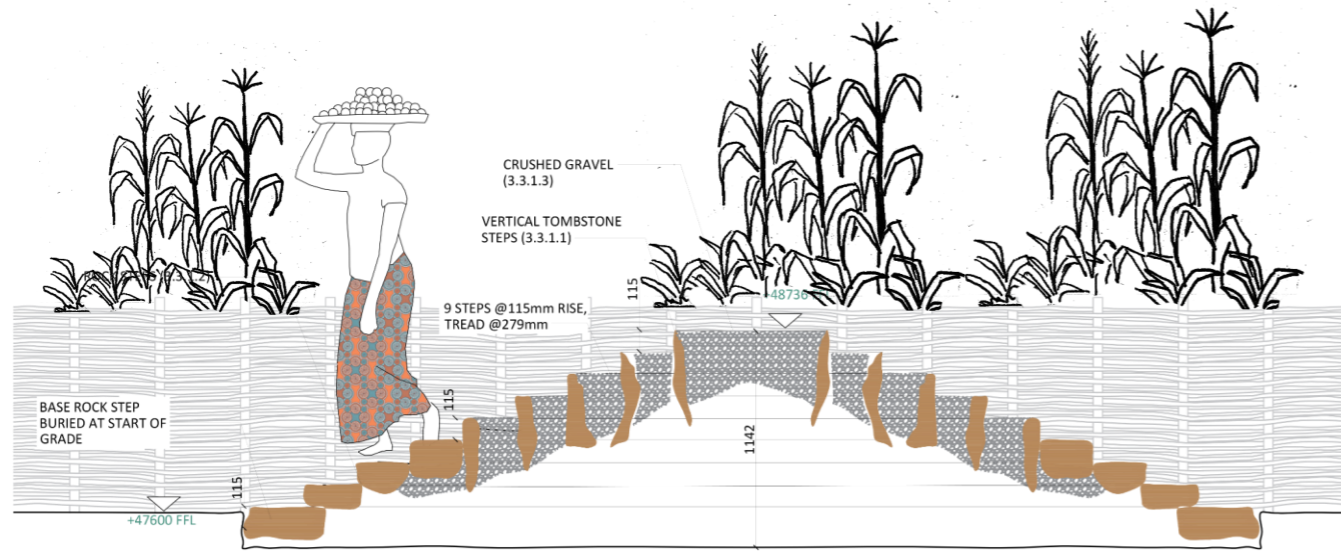 CRUSHED GRAVEL
(3.3.1.3)
VERTICAL TOMBSTONE
STEPS (3.3.1.1)
115
+48736
9 STEPS @115mm RISE,
TREAD @279mm
BASE ROCK STEP
BURIED AT START OF
GRADE
115
1142
115
+47600 FFL